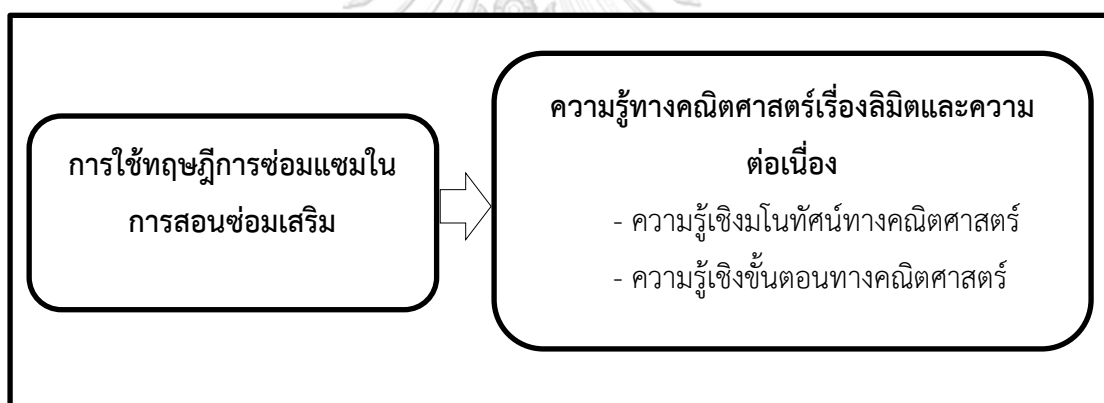 การใช้ทฤษฎีการซ่อมแซมใน
การสอนซ่อมเสริม
ความรู้ทางคณิตศาสตร์เรื่องลิมิตและความ
ต่อเนื่อง
- ความรู้เชิงมโนทัศน์ทางคณิตศาสตร์
- ความรู้เชิงขั้นตอนทางคณิตศาสตร์